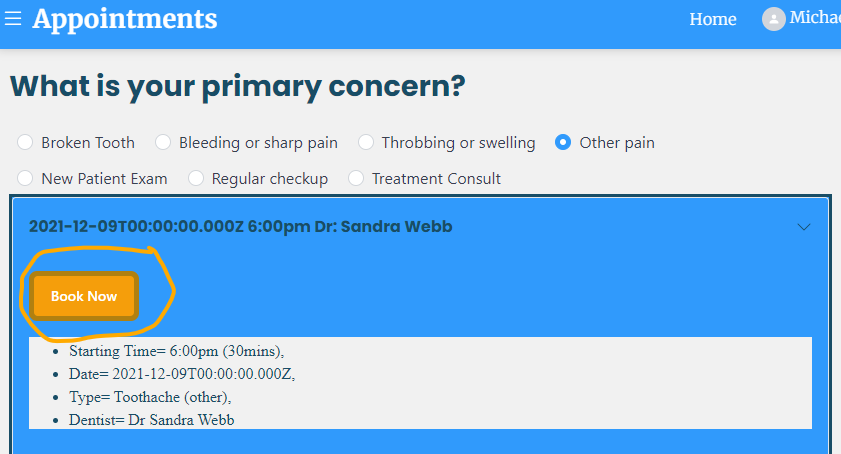 Appointments Home
What is your primary concern?
Broken Tooth Bleeding or sharp pain Throbbing or swelling Other pain
New Patient Exam Regular checkup Treatment Consult
2021-12-09T00:00:00.000Z 6:00pm Dr: Sandra Webb
Book Now
Starting Time= 6:00pm (30mins),
Date= 2021-12-09T00:00:00.000Z,
Type= Toothache (other),
Dentist= Dr Sandra Webb